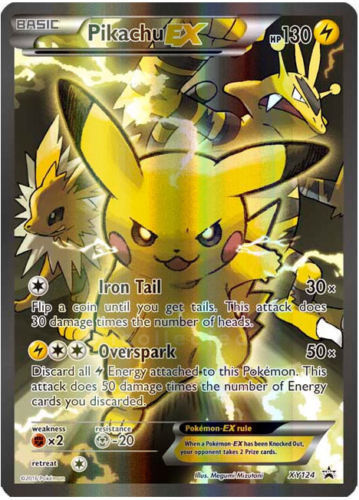 BASIC
Pikachu EX HP130
Iron Tail 30×
Flip a coin until you get tails. This attack does
30 damage times the number of heads.
Overspark 50×
Discard all Energy attached to this Pokémon. This
attack does 50 damage times the number of Energy
cards you discarded.
weakness resistance
×2 -20
retreat
Pokémon-EX rule
When a Pokémon-EX has been Knocked Out,
your opponent takes 2 Prize cards.
©2016 Pokémon Illus. Megumi Mizutani XY124